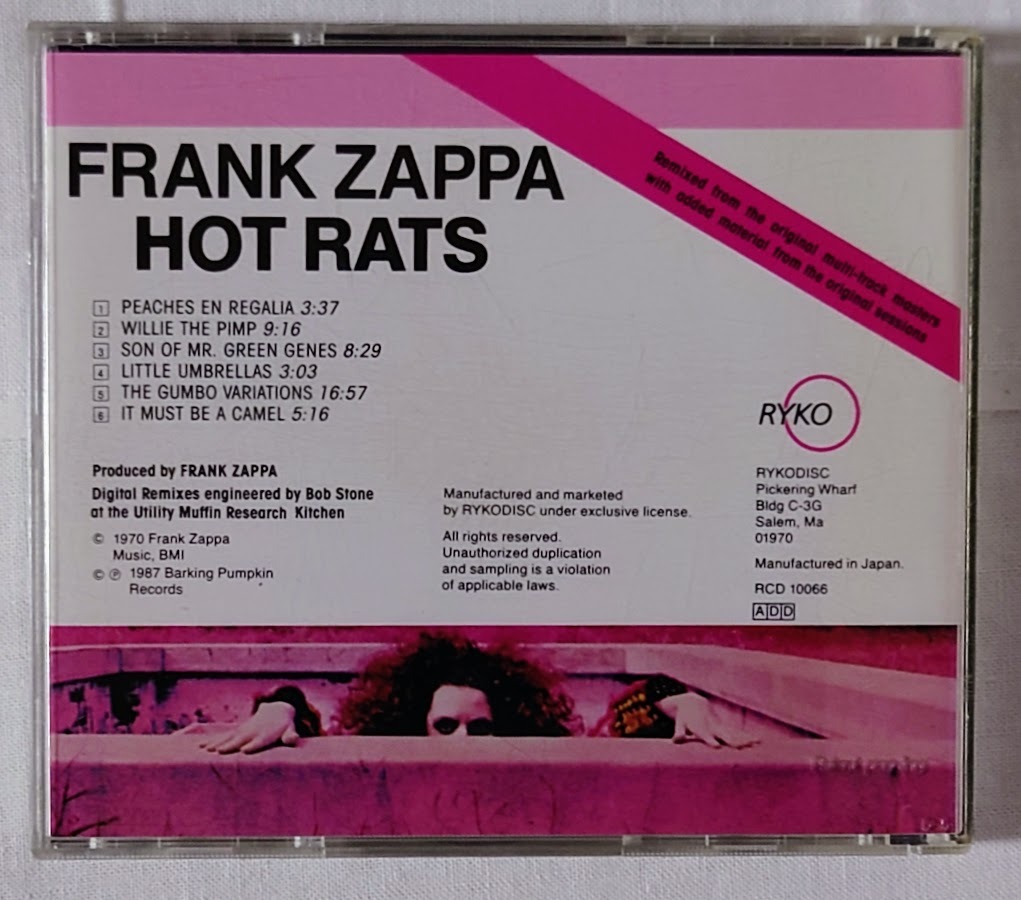 FRANK ZAPPA
HOT RATS
Remixed from the original multi-track masters
with added material from the original sessions
1 PEACHES EN REGALIA 3:37
2 WILLIE THE PIMP 9:16
3 SON OF MR. GREEN GENES 8:29
4 LITTLE UMBRELLAS 3:03
5 THE GUMBO VARIATIONS 16:57
6 IT MUST BE A CAMEL 5:16
RYKO
Produced by FRANK ZAPPA
Digital Remixes engineered by Bob Stone
at the Utility Muffin Research Kitchen
© 1970 Frank Zappa
Music, BMI
© ℗ 1987 Barking Pumpkin
Records
Manufactured and marketed
by RYKODISC under exclusive license.
All rights reserved.
Unauthorized duplication
and sampling is a violation
of applicable laws.
RYKODISC
Pickering Wharf
Bldg C-3G
Salem, Ma
01970
Manufactured in Japan.
RCD 10066
ADD